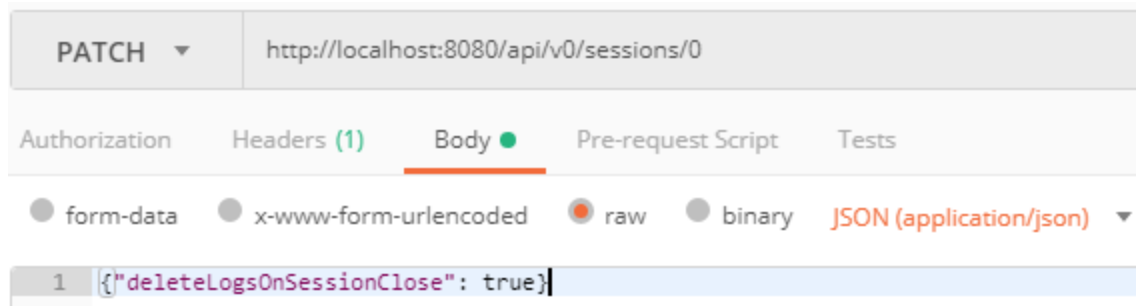 PATCH http://localhost:8080/api/v0/sessions/0
Authorization Headers (1) Body Pre-request Script Tests
form-data x-www-form-urlencoded raw binary JSON (application/json)
1 {"deleteLogsOnSessionClose": true}